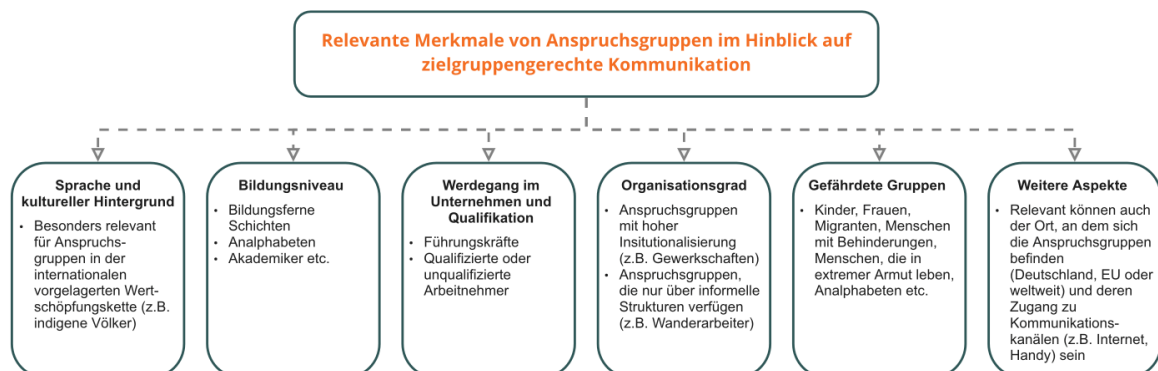 Relevante Merkmale von Anspruchsgruppen im Hinblick auf
zielgruppengerechte Kommunikation
Sprache und
kultureller Hintergrund
• Besonders relevant
für Anspruchs-
gruppen in der
internationalen
vorgelagerten Wert-
schöpfungskette (z.B.
indigene Völker)
Bildungsniveau
• Bildungsferne
Schichten
• Analphabeten
• Akademiker etc.
Werdegang im
Unternehmen und
Qualifikation
• Führungskräfte
• Qualifizierte oder
unqualifizierte
Arbeitnehmer
Organisationsgrad
• Anspruchsgruppen
mit hoher
Insitutionalisierung
(z.B. Gewerkschaften)
• Anspruchsgruppen,
die nur über informelle
Strukturen verfügen
(z.B. Wanderarbeiter)
Gefährdete Gruppen
• Kinder, Frauen,
Migranten, Menschen
mit Behinderungen,
Menschen, die in
extremer Armut leben,
Analphabeten etc.
Weitere Aspekte
• Relevant können auch
der Ort, an dem sich
die Anspruchsgruppen
befinden
(Deutschland, EU oder
weltweit) und deren
Zugang zu
Kommunikations-
kanälen (z.B. Internet,
Handy) sein